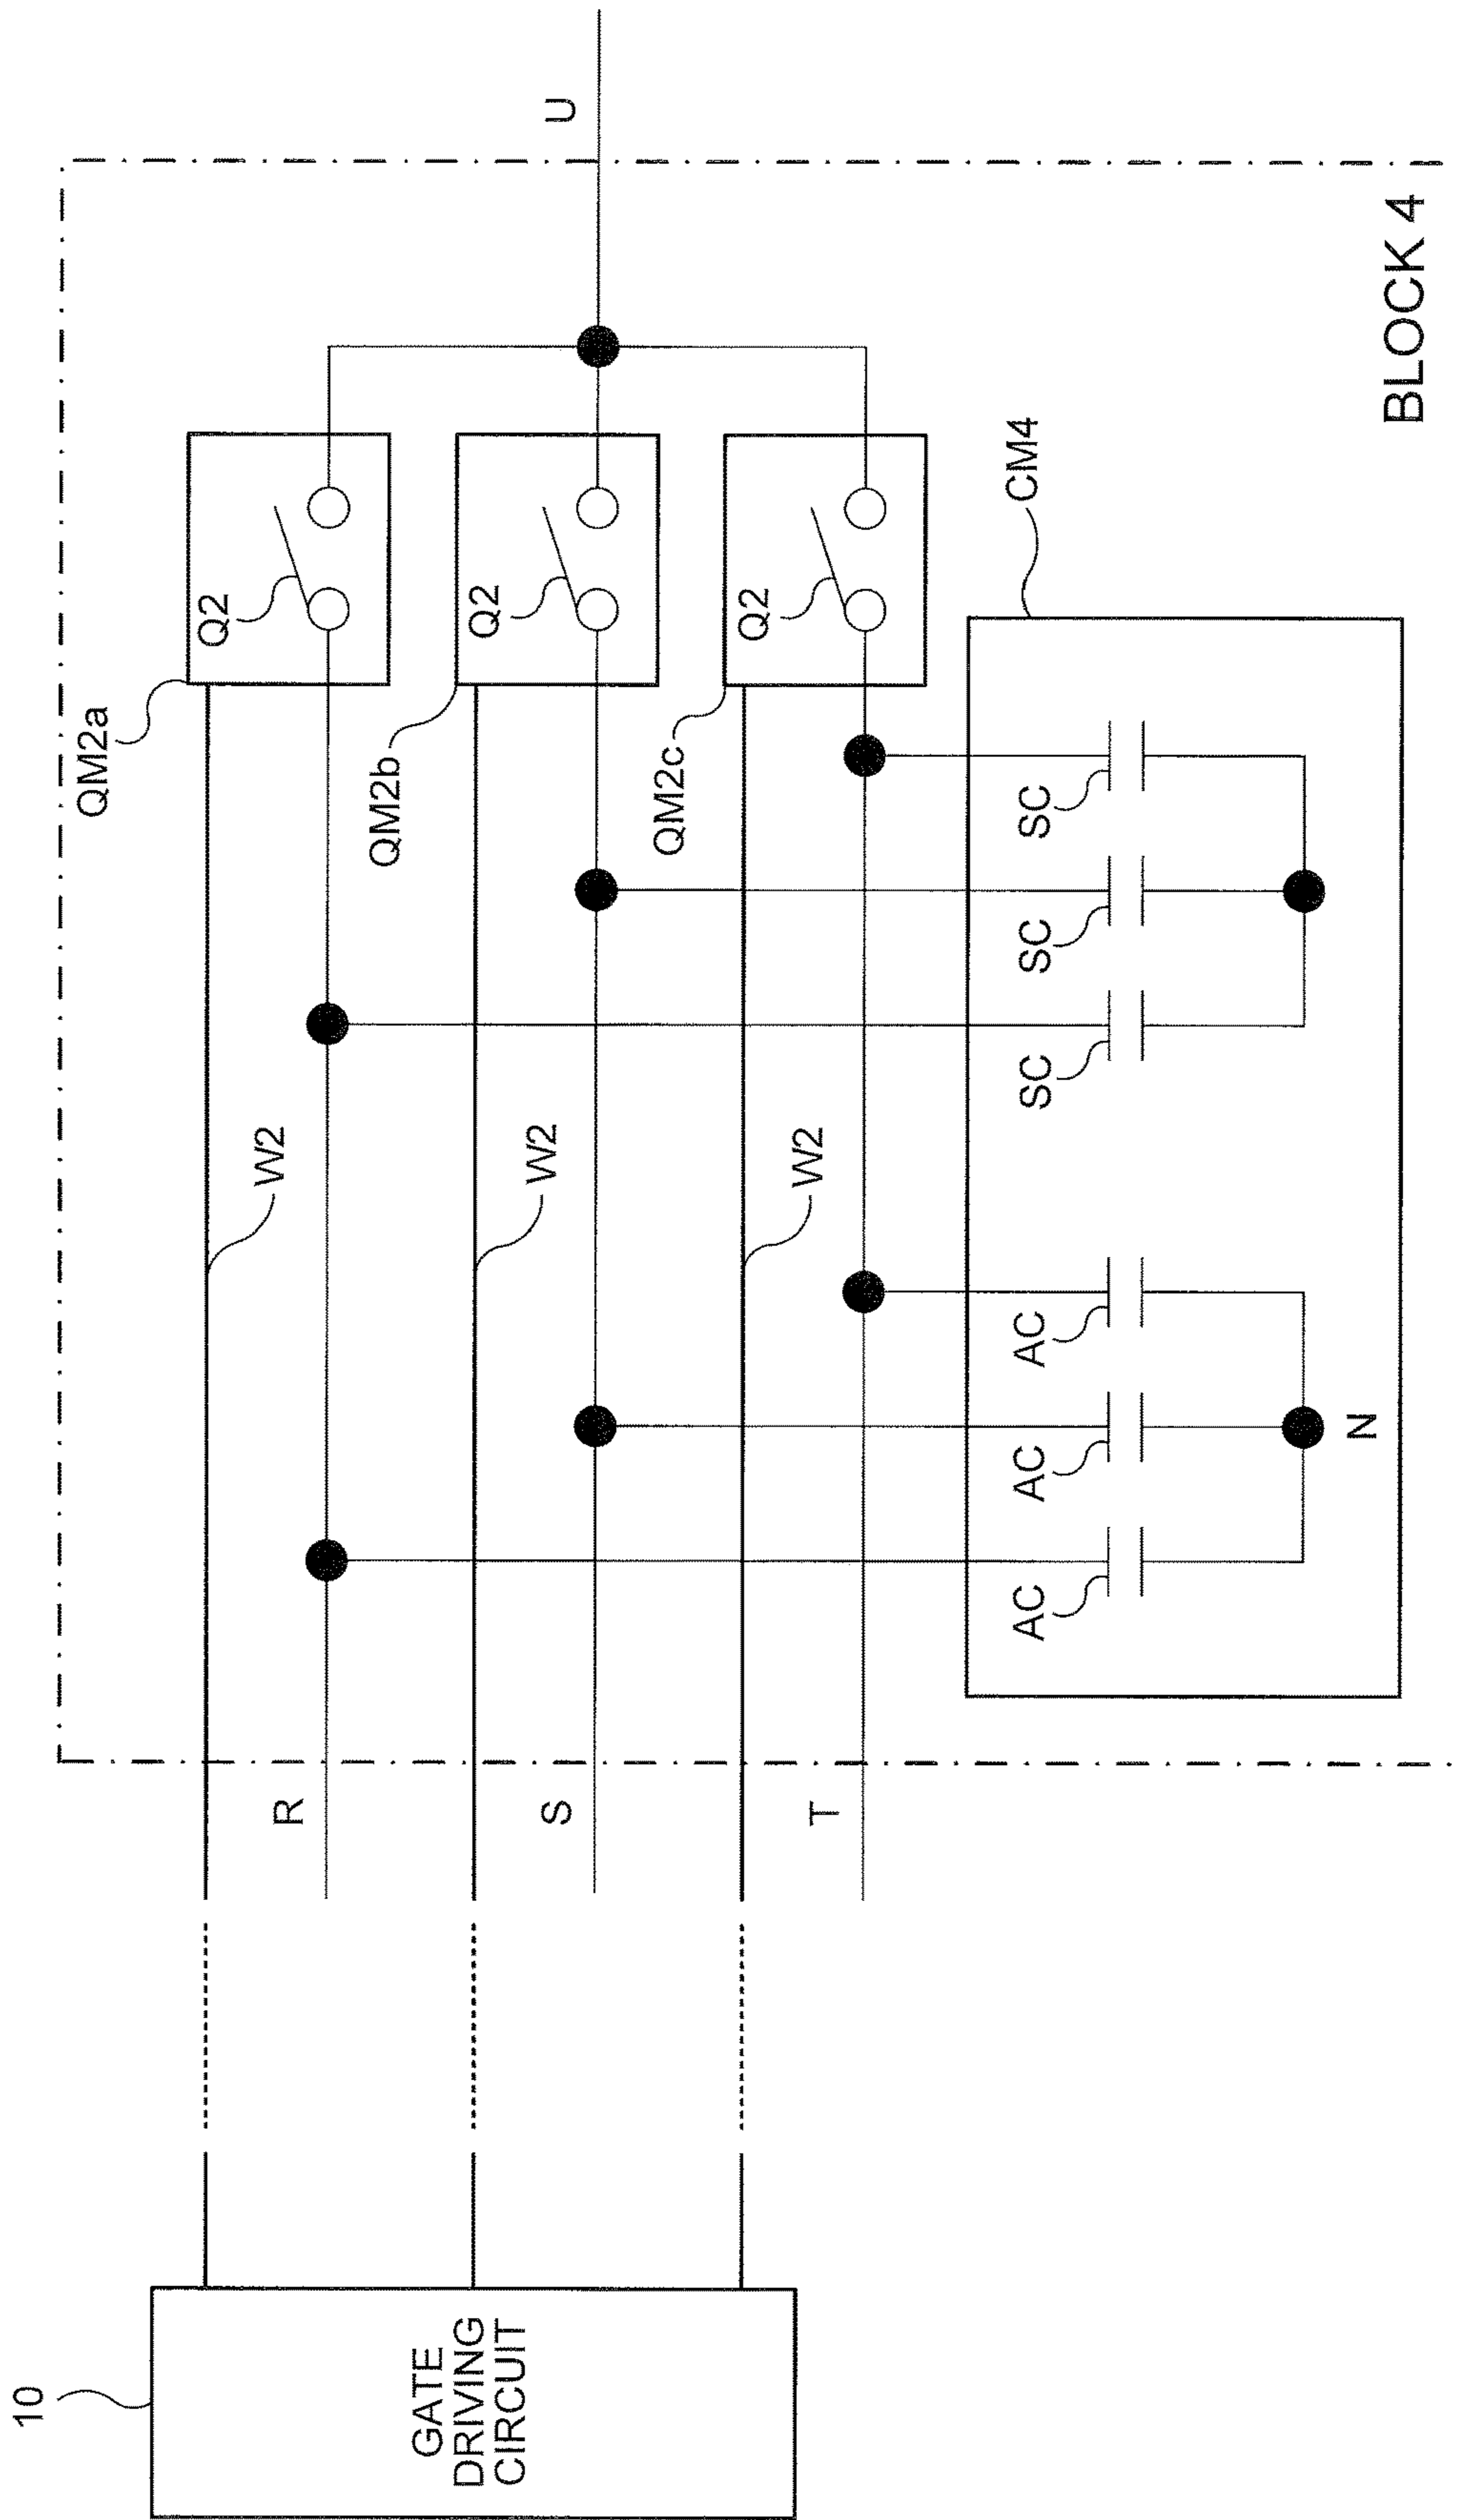 10
QM2a
Q2
W2
R
QM2b
GATE
DRIVING
CIRCUIT
Q2
W2
S
U
QM2c
Q2
W2
T
CM4
AC
AC
AC
SC
SC
SC
N
BLOCK 4